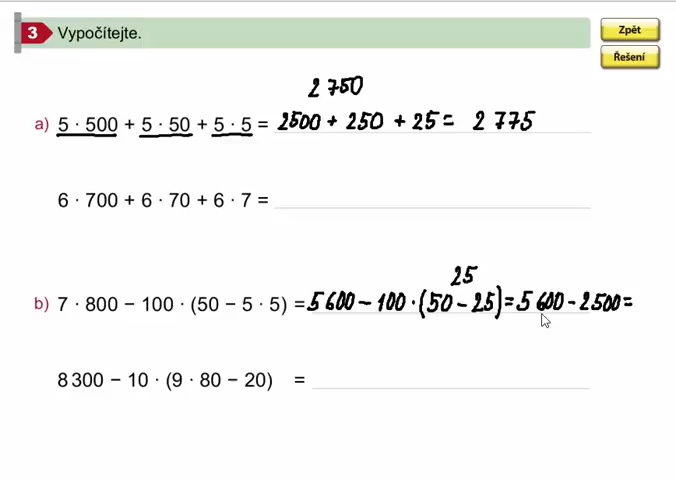 3 Vypočítejte.
Zpět
Řešení
2 750
a) 5 · 500 + 5 · 50 + 5 · 5 = 2500 + 250 + 25 = 2 775
6 · 700 + 6 · 70 + 6 · 7 =
25
b) 7 · 800 − 100 · (50 − 5 · 5) = 5 600 − 100 · (50 − 25) = 5 600 − 2500 =
8 300 − 10 · (9 · 80 − 20) =